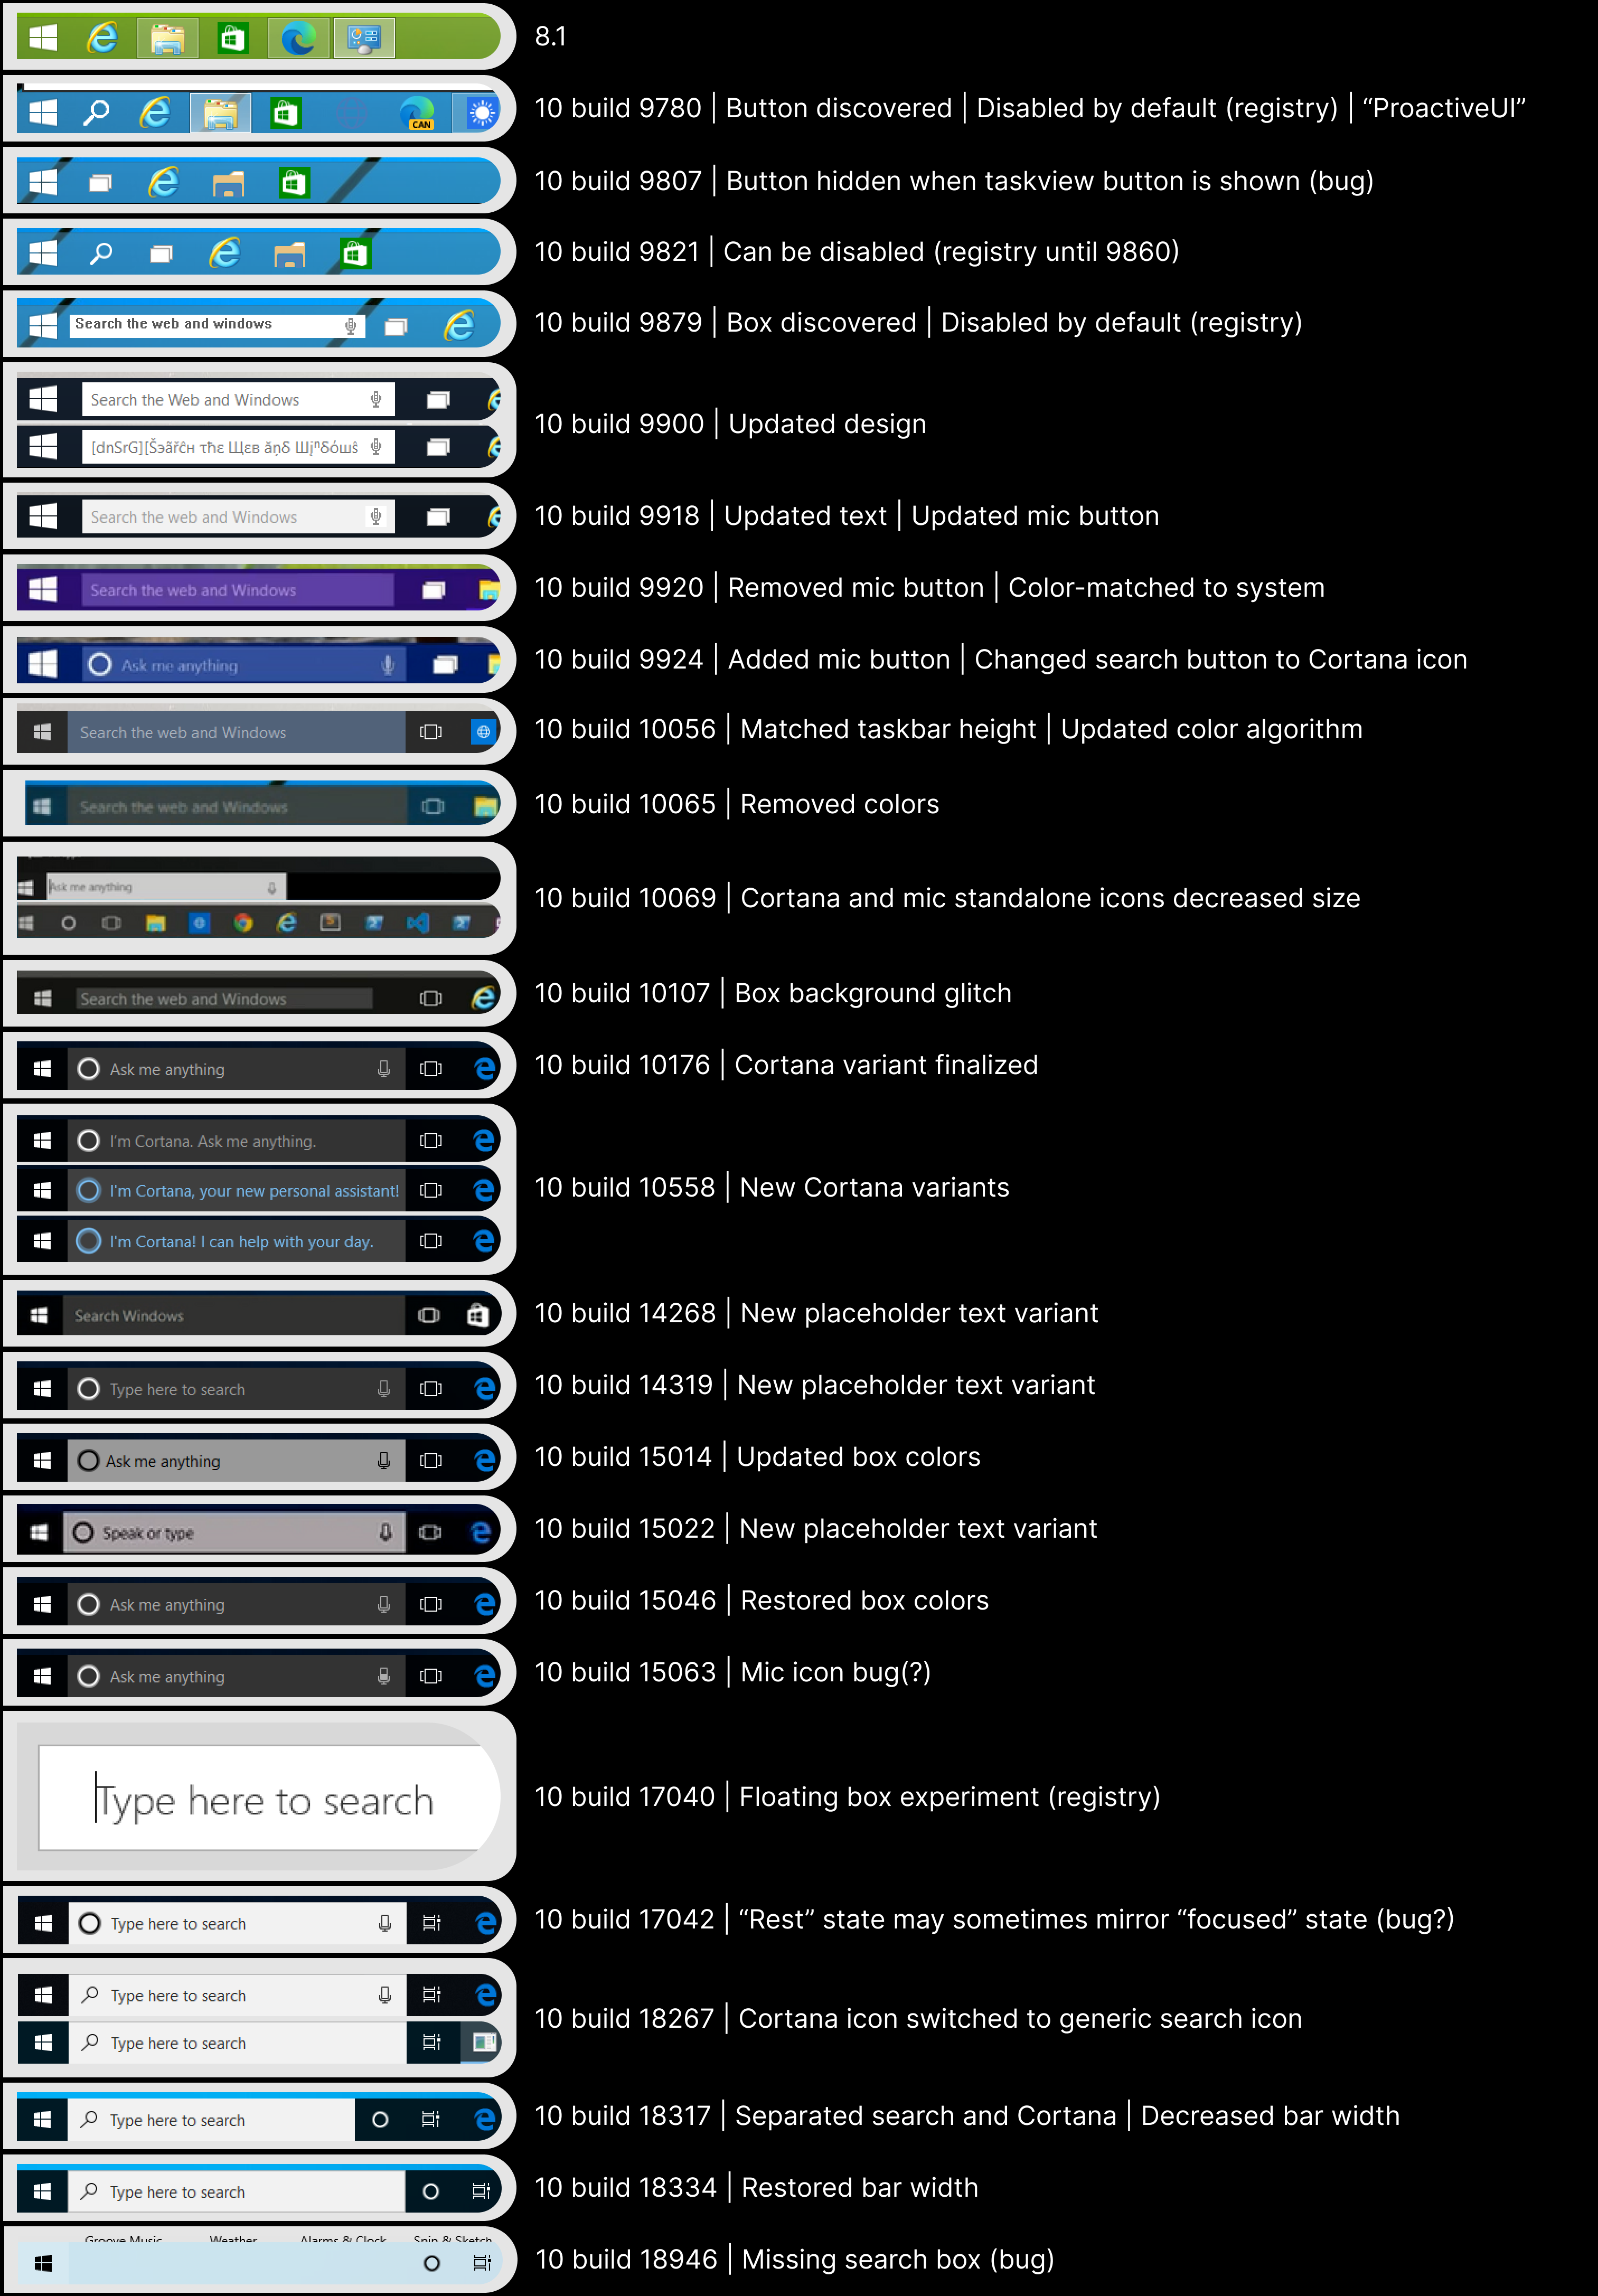 8.1
CAN
10 build 9780 | Button discovered | Disabled by default (registry) | “ProactiveUI”
10 build 9807 | Button hidden when taskview button is shown (bug)
10 build 9821 | Can be disabled (registry until 9860)
Search the web and windows
10 build 9879 | Box discovered | Disabled by default (registry)
Search the Web and Windows
[dnSrG][Šэãřĉн тћε Щεв ăηδ Шįⁿδóшŝ
10 build 9900 | Updated design
Search the web and Windows
10 build 9918 | Updated text | Updated mic button
Search the web and Windows
10 build 9920 | Removed mic button | Color-matched to system
Ask me anything
10 build 9924 | Added mic button | Changed search button to Cortana icon
Search the web and Windows
10 build 10056 | Matched taskbar height | Updated color algorithm
Search the web and Windows
10 build 10065 | Removed colors
Ask me anything
10 build 10069 | Cortana and mic standalone icons decreased size
Search the web and Windows
10 build 10107 | Box background glitch
Ask me anything
10 build 10176 | Cortana variant finalized
I'm Cortana. Ask me anything.
I'm Cortana, your new personal assistant!
I'm Cortana! I can help with your day.
10 build 10558 | New Cortana variants
Search Windows
10 build 14268 | New placeholder text variant
Type here to search
10 build 14319 | New placeholder text variant
Ask me anything
10 build 15014 | Updated box colors
Speak or type
10 build 15022 | New placeholder text variant
Ask me anything
10 build 15046 | Restored box colors
Ask me anything
10 build 15063 | Mic icon bug(?)
Type here to search
10 build 17040 | Floating box experiment (registry)
Type here to search
10 build 17042 | “Rest” state may sometimes mirror “focused” state (bug?)
Type here to search
Type here to search
10 build 18267 | Cortana icon switched to generic search icon
Type here to search
10 build 18317 | Separated search and Cortana | Decreased bar width
Type here to search
10 build 18334 | Restored bar width
Groove Music Weather Alarms & Clock Snip & Sketch
10 build 18946 | Missing search box (bug)